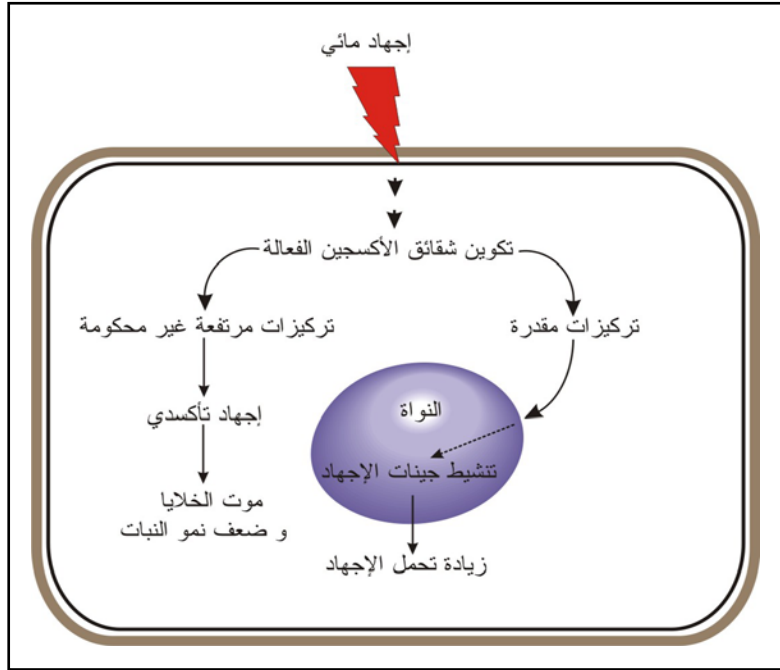 إجهاد مائي
تكوين شقائق الأكسجين الفعالة
تركيزات مقدرة
تركيزات مرتفعة غير محكومة
النواة
إجهاد تأكسدي
تنشيط جينات الإجهاد
موت الخلايا
و ضعف نمو النبات
زيادة تحمل الإجهاد